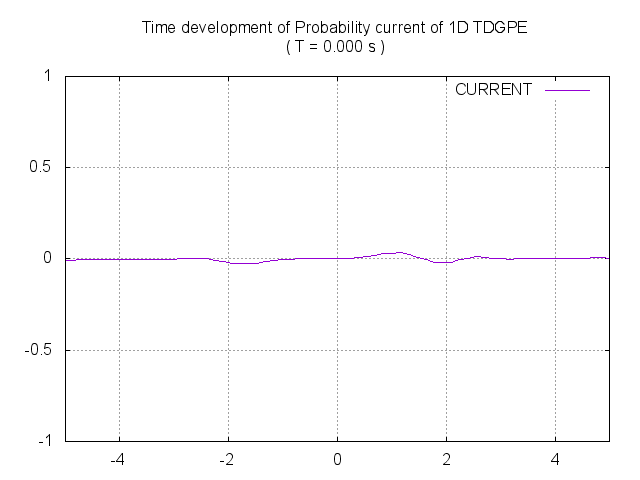 Time development of Probability current of 1D TDGPE
( T = 0.000 s )
1
CURRENT
0.5
0
-0.5
-1
-4 -2 0 2 4